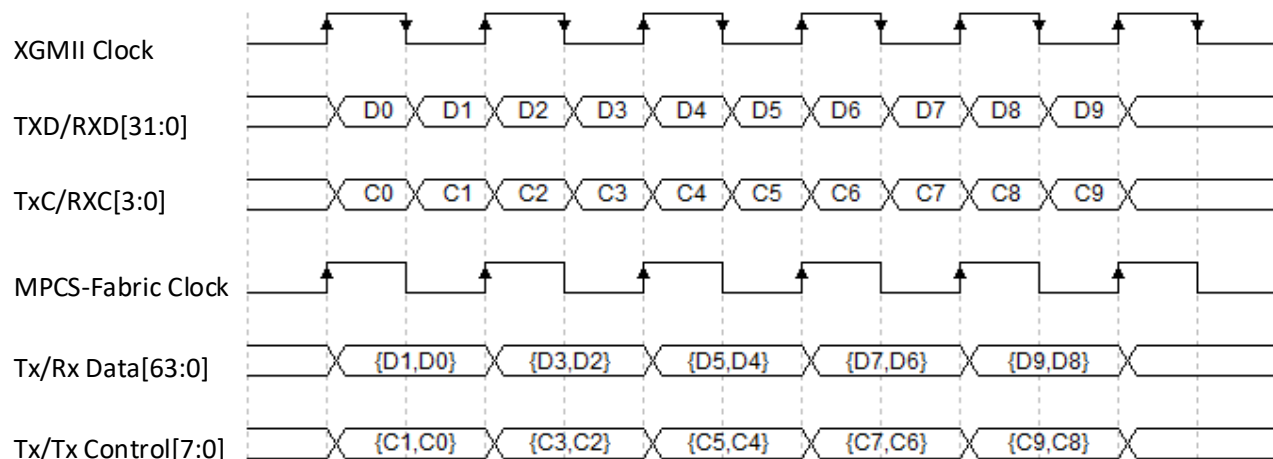 XGMII Clock
TXD/RXD[31:0]
D0 D1 D2 D3 D4 D5 D6 D7 D8 D9
TxC/RXC[3:0]
C0 C1 C2 C3 C4 C5 C6 C7 C8 C9
MPCS-Fabric Clock
Tx/Rx Data[63:0]
{D1,D0} {D3,D2} {D5,D4} {D7,D6} {D9,D8}
Tx/Tx Control[7:0]
{C1,C0} {C3,C2} {C5,C4} {C7,C6} {C9,C8}